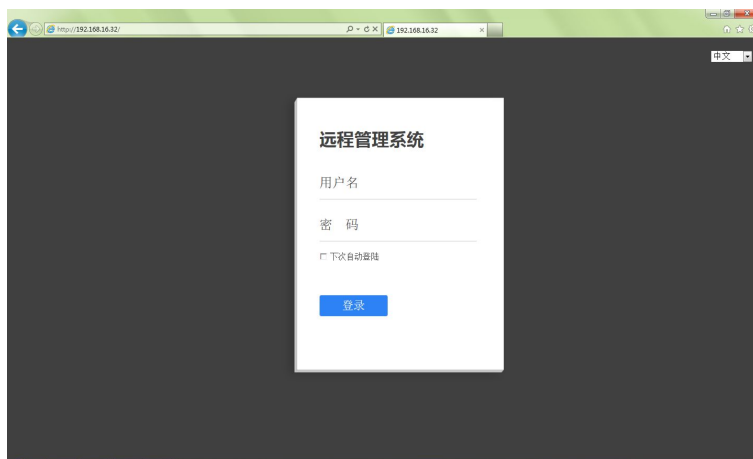 http://192.168.16.32/
192.168.16.32
中文
远程管理系统
用户名
密 码
下次自动登陆
登录